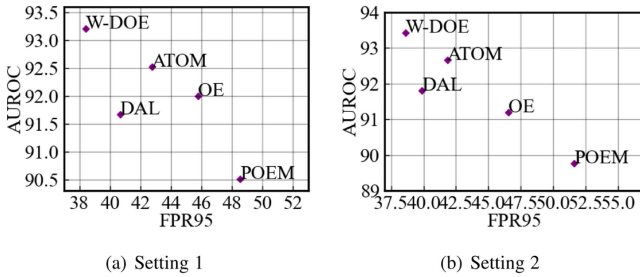 93.5
W-DOE
93.0
ATOM
92.5
AUROC
OE
92.0
DAL
91.5
91.0
POEM
90.5
38 40 42 44 46 48 50 52
FPR95
(a) Setting 1
94
W-DOE
93
ATOM
AUROC
DAL
92
OE
91
90
POEM
89
37.540.042.545.047.550.052.555.0
FPR95
(b) Setting 2